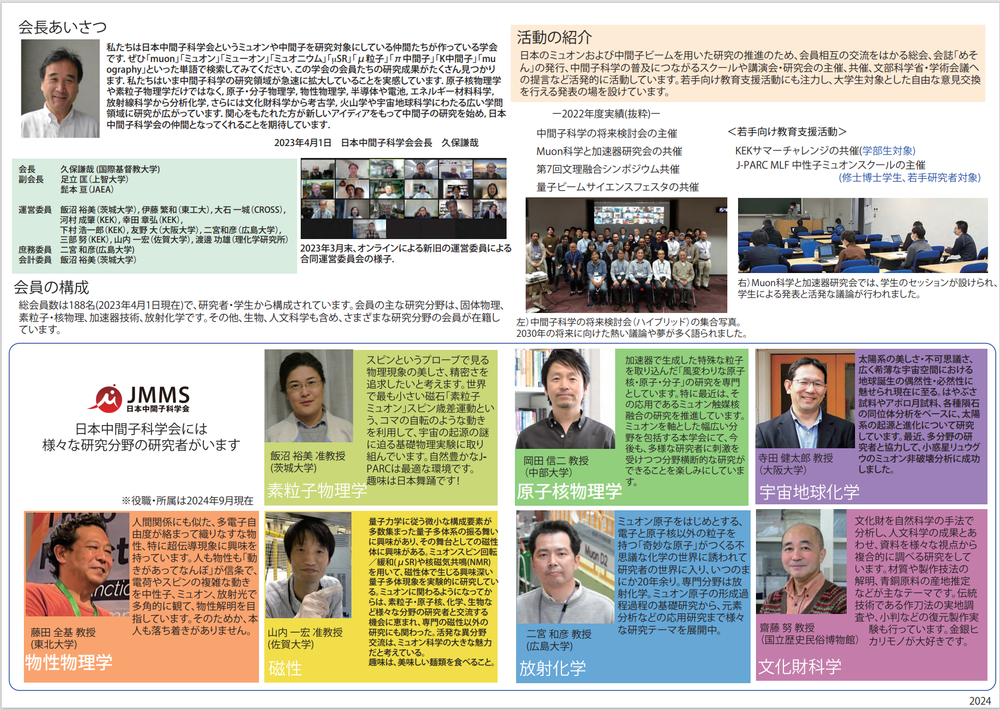 会長あいさつ
私たちは日本中間子科学会というミュオンや中間子を研究対象にしている仲間たちが作っている学会
です. ぜひ「muon」「ミュオン」「ミューオン」「ミュオニウム」「μSR」「μ粒子」「π中間子」「K中間子」「mu
ography」といった単語で検索してみてください. この学会の会員たちの研究成果がたくさん見つかり
ます. 私たちはいま中間子科学の研究領域が急速に拡大していることを実感しています. 原子核物理学
や素粒子物理学だけではなく, 原子・分子物理学, 物性物理学, 半導体や電池, エネルギー材料科学,
放射線科学から分析化学, さらには文化財科学から考古学, 火山学や宇宙地球科学にわたる広い学問
領域に研究が広がっています. 関心をもたれた方が新しいアイディアをもって中間子の研究を始め, 日本
中間子科学会の仲間となってくれることを期待しています.
2023年4月1日　日本中間子科学会会長　久保謙哉
会長　久保謙哉 (国際基督教大学)
副会長　足立 匡（上智大学）
髭本 亘（JAEA）
運営委員　飯沼 裕美（茨城大学）, 伊藤 繁和（東工大）, 大石 一城（CROSS）,
河村 成肇（KEK）, 幸田 章弘（KEK）,
下村 浩一郎（KEK）, 友野 大（大阪大学）, 二宮和彦（広島大学）,
三部 努（KEK）, 山内 一宏（佐賀大学）, 渡邊 功雄（理化学研究所）
庶務委員　二宮 和彦(広島大学)
会計委員　飯沼 裕美（茨城大学）
2023年3月末、オンラインによる新旧の運営委員による
合同運営委員会の様子.
会員の構成
総会員数は188名(2023年4月1日現在)で、研究者・学生から構成されています。会員の主な研究分野は、固体物理、
素粒子・核物理、加速器技術、放射化学です。その他、生物、人文科学も含め、さまざまな研究分野の会員が在籍し
ています。
活動の紹介
日本のミュオンおよび中間子ビームを用いた研究の推進のため、会員相互の交流をはかる総会、会誌「めそ
ん」の発行、中間子科学の普及につながるスクールや講演会・研究会の主催、共催、文部科学省・学術会議へ
の提言など活発的に活動しています。若手向け教育支援活動にも注力し、大学生対象とした自由な意見交換
を行える発表の場を設けています。
ー2022年度実績(抜粋)ー
中間子科学の将来検討会の主催
Muon科学と加速器研究会の共催
第7回文理融合シンポジウム共催
量子ビームサイエンスフェスタの共催
＜若手向け教育支援活動＞
KEKサマーチャレンジの共催(学部生対象)
J-PARC MLF 中性子ミュオンスクールの主催
(修士博士学生、若手研究者対象)
左）中間子科学の将来検討会（ハイブリッド）の集合写真。
2030年の将来に向けた熱い議論や夢が多く語られました。
右）Muon科学と加速器研究会では、学生のセッションが設けられ、
学生による発表と活発な議論が行われました。
JMMS
日本中間子科学会
日本中間子科学会には
様々な研究分野の研究者がいます
※役職・所属は2024年9月現在
スピンというプローブで見る
物理現象の美しさ、精密さを
追求したいと考えます。世界
で最も小さい磁石「素粒子
ミュオン」スピン歳差運動とい
う、コマの自転のような動き
を利用して、宇宙の起源の謎
に迫る基礎物理実験に取り
組んでいます。自然豊かなJ-
PARCは最適な環境です。
趣味は日本舞踊です！
飯沼 裕美 准教授
(茨城大学)
素粒子物理学
加速器で生成した特殊な粒子
を取り込んだ「風変わりな原子
核・原子・分子」の研究を専門
としています。特に最近は、そ
の応用であるミュオン触媒核
融合の研究を推進しています。
ミュオンを軸とした幅広い分
野を包括する本学会にて、今
後も、多様な研究者に刺激を
受けつつ分野横断的な研究が
できることを楽しみにしていま
す。
岡田 信二 教授
（中部大学）
原子核物理学
太陽系の美しさ・不可思議さ、
広く希薄な宇宙空間における
地球誕生の偶然性・必然性に
魅せられ現在に至る。はやぶさ
試料やアポロ月試料、各種隕石
の同位体分析をベースに、太陽
系の起源と進化について研究
しています。最近、多分野の研
究者と協力して、小惑星リュウグ
ウのミュオン非破壊分析に成功
しました。
寺田 健太郎 教授
（大阪大学）
宇宙地球化学
人間関係にも似た、多電子自
由度が絡まって織りなすな物
性、特に超伝導現象に興味を
持っています。人も物性も「動
きがあってなんぼ」が信条で、
電荷やスピンの複雑な動き
を中性子、ミュオン、放射光で
多角的に観て、物性解明を目
指しています。そのためか、本
人も落ち着きがありません。
藤田 全基 教授
(東北大学)
物性物理学
量子力学に従う微小な構成要素が
多数集まった量子多体系の振る舞い
に興味があり、その舞台としての磁性
体に興味がある。ミュオンスピン回転
／緩和(μSR)や核磁気共鳴(NMR)
を用いて、磁性体で生じる興味深い
量子多体現象を実験的に研究してい
る。ミュオンに関わるようになってか
らは、素粒子・原子核、化学、生物な
ど様々な分野の研究者と交流する
機会に恵まれ、専門の磁性以外の
研究にも関わった。活発な異分野
交流は、ミュオン科学の大きな魅力
だと考えている。
趣味は、美味しい麺類を食べること。
山内 一宏 准教授
(佐賀大学)
磁性
Muon D2
ミュオン原子をはじめとする、
電子と原子核以外の粒子を
持つ「奇妙な原子」がつくる不
思議な化学の世界に誘われて
研究者の世界に入り、いつのま
にか20年余り。専門分野は放
射化学。ミュオン原子の形成過
程過程の基礎研究から、元素
分析などの応用研究まで様々
な研究テーマを展開中。
二宮 和彦 教授
(広島大学)
放射化学
文化財を自然科学の手法で
分析し、人文科学の成果とあ
わせ、資料を様々な視点から
複合的に調べる研究をして
います。材質や製作技法の
解明、青銅原料の産地推定
などが主なテーマです。伝統
技術である作刀法の実地調
査や、小判などの復元製作実
験も行っています。金銀ヒ
カリモノが大好きです。
齋藤 努 教授
（国立歴史民俗博物館）
文化財科学
2024